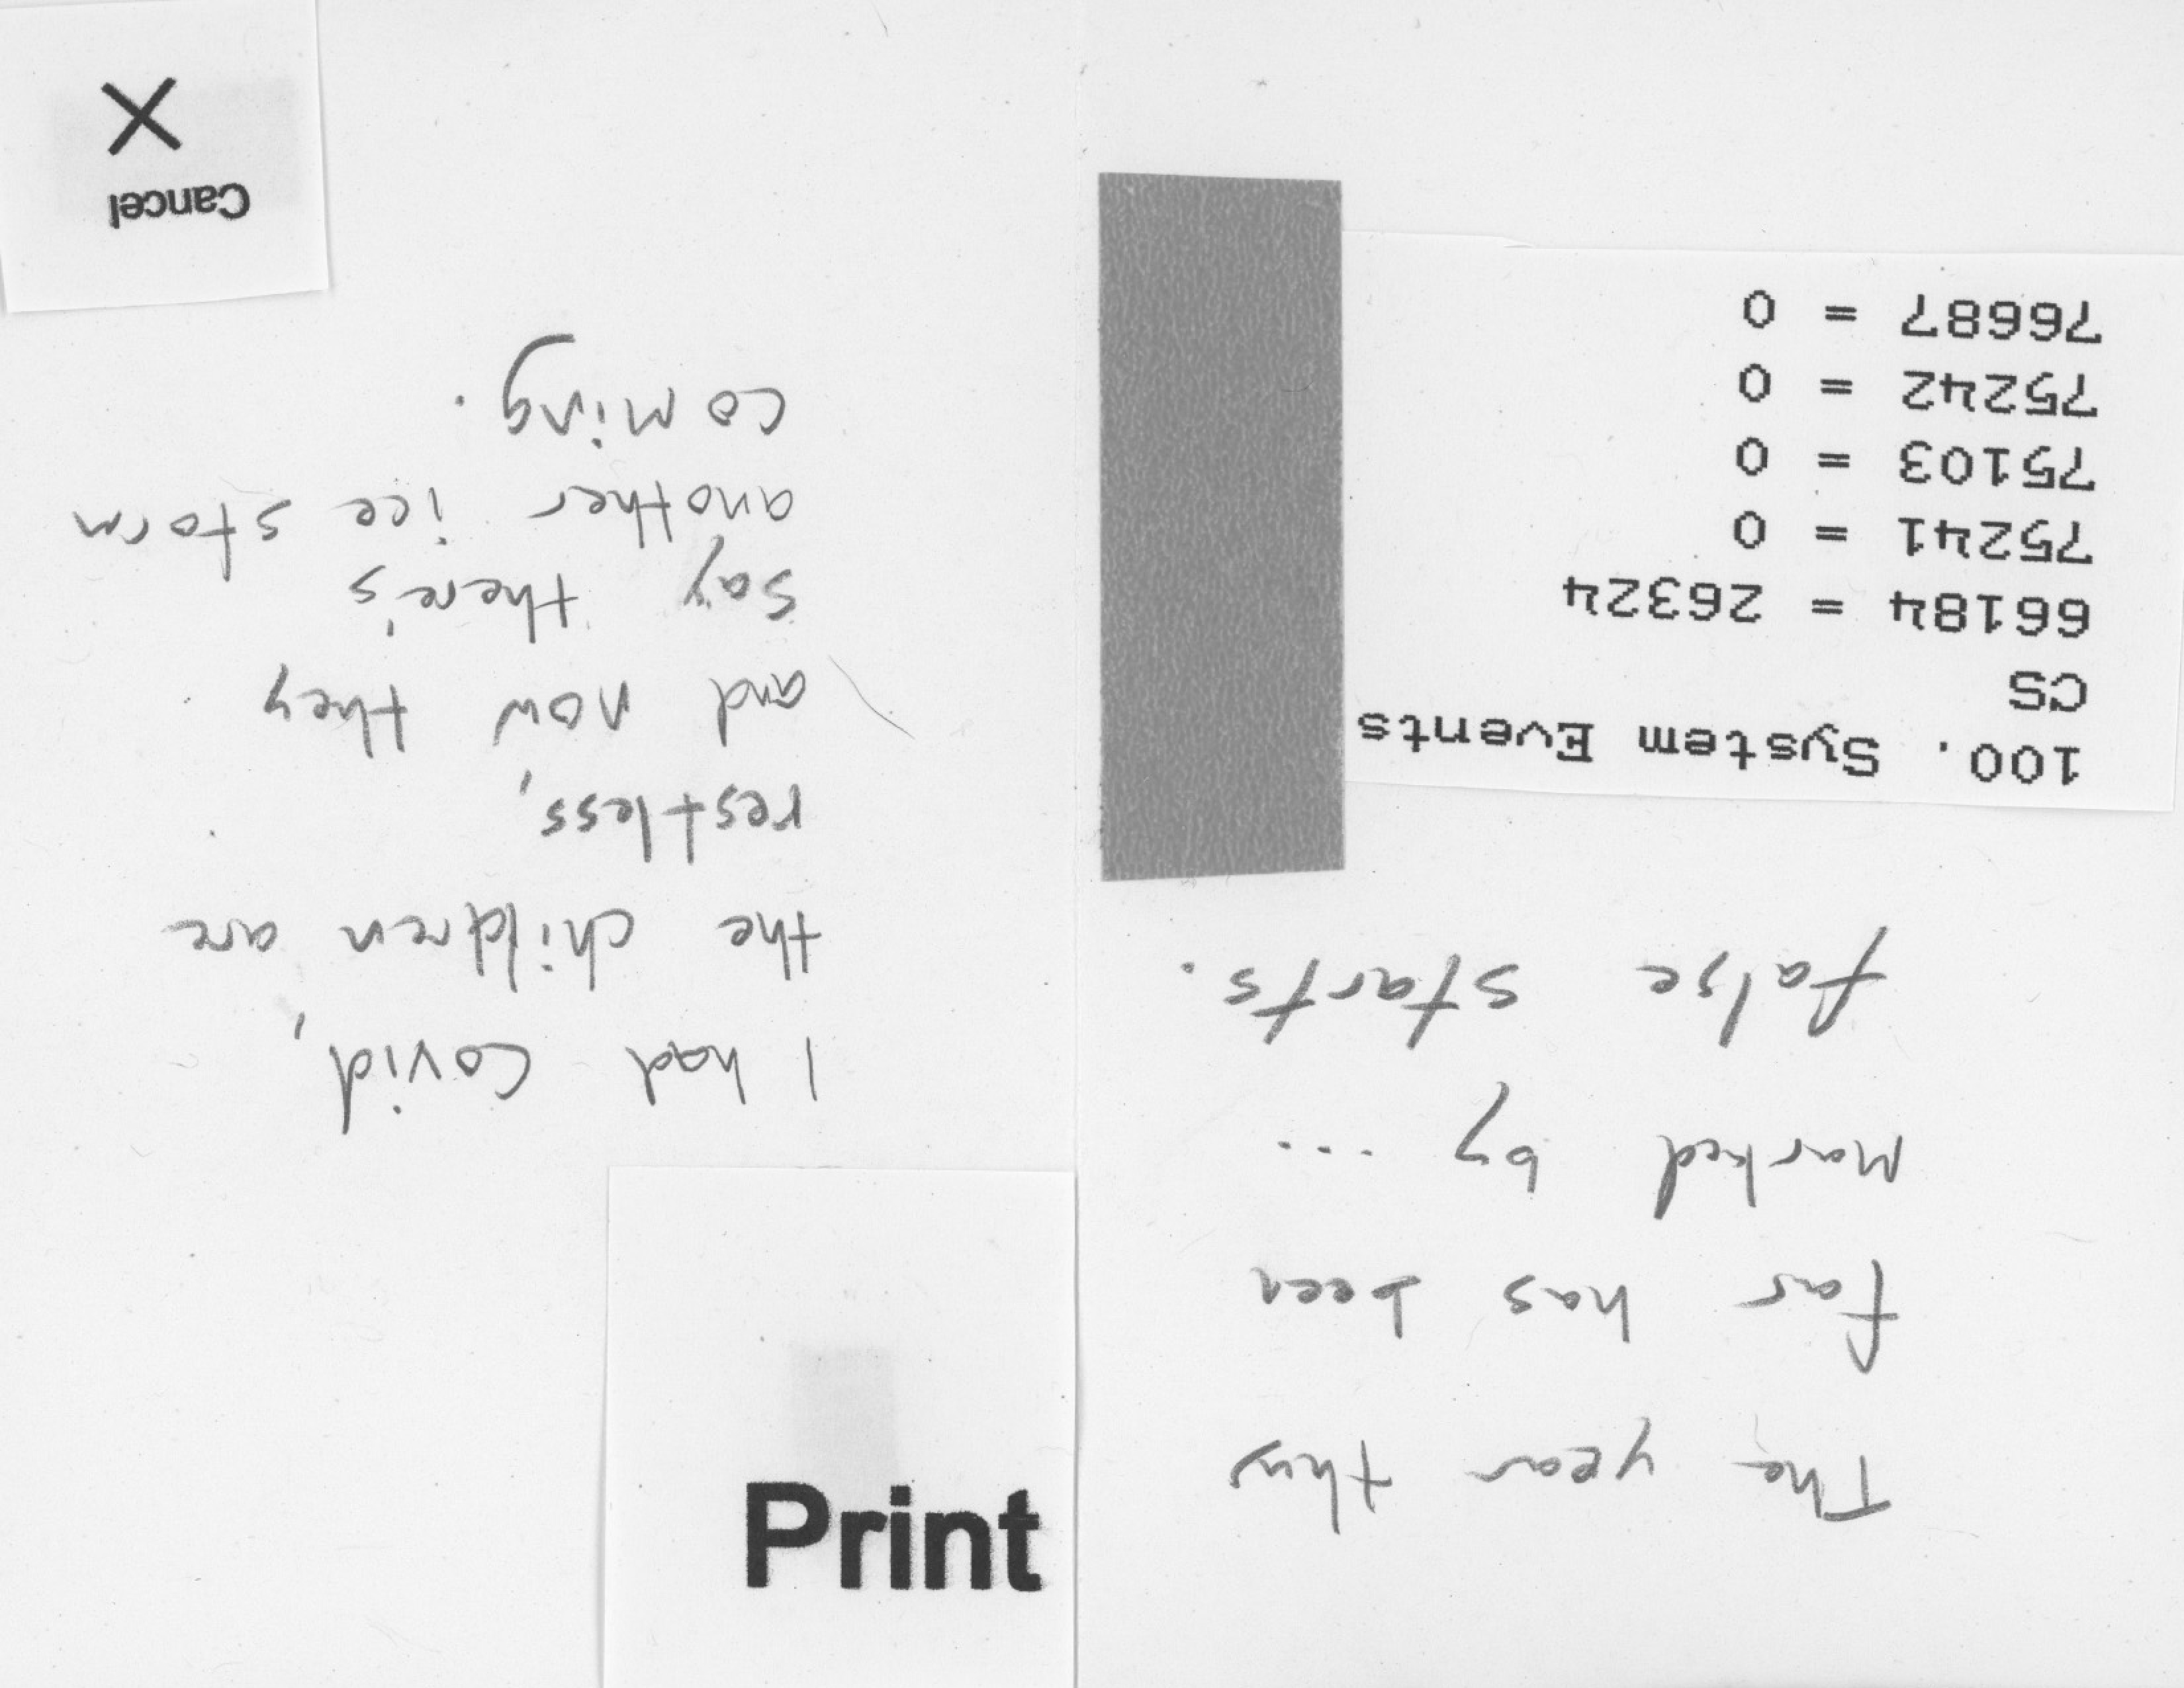 The year thus
far has been
marked by ...
false starts.
100. System Events
CS
66184 = 26324
75241 = 0
75103 = 0
75242 = 0
76687 = 0
Print
I had Covid,
the children are
restless,
and now they
say there's
another ice storm
coming.
Cancel
X